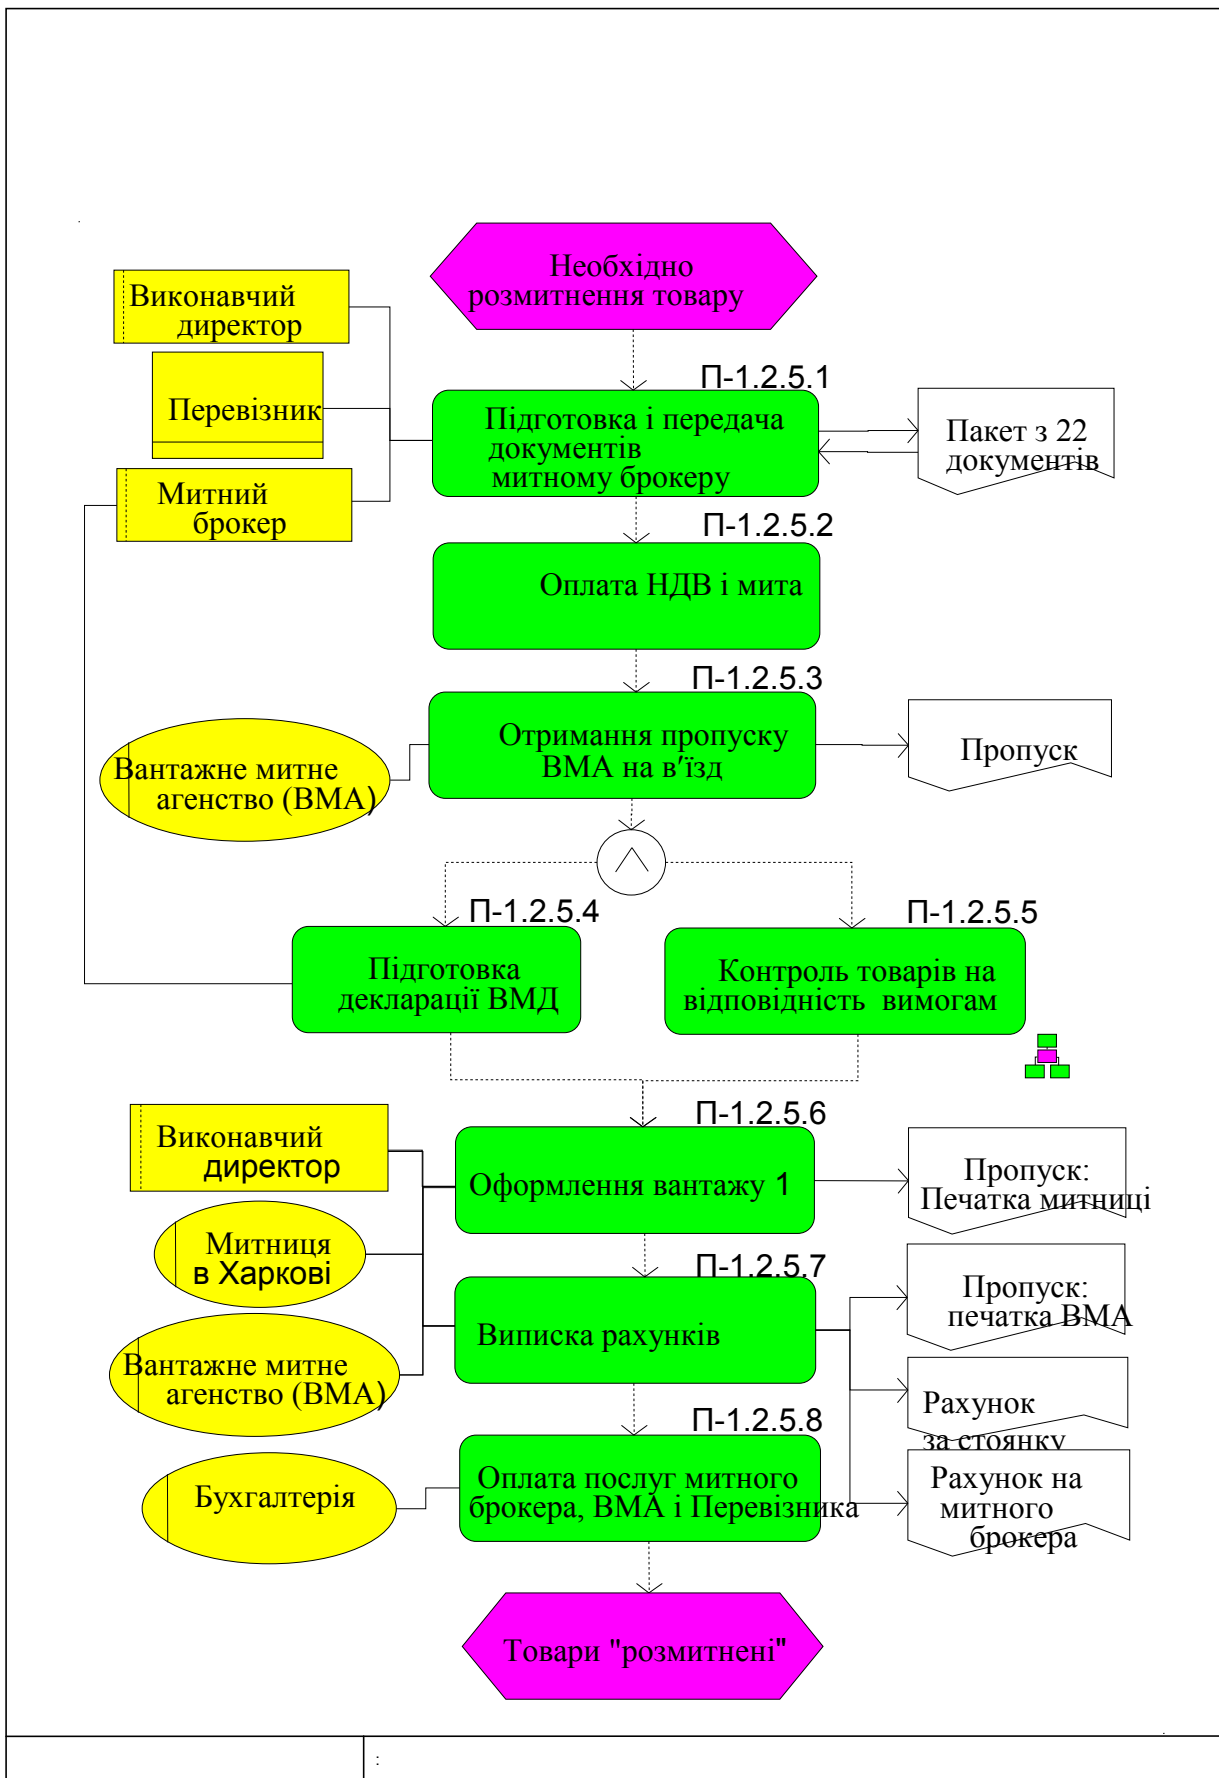 Необхідно
розмитнення товару
Виконавчий
директор
Перевізник
Митний
брокер
П-1.2.5.1
Підготовка і передача
документів
митному брокеру
Пакет з 22
документів
П-1.2.5.2
Оплата НДВ і мита
П-1.2.5.3
Отримання пропуску
ВМА на в'їзд
Вантажне митне
агенство (ВМА)
Пропуск
П-1.2.5.4
Підготовка
декларації ВМД
П-1.2.5.5
Контроль товарів на
відповідність вимогам
П-1.2.5.6
Оформлення вантажу 1
Виконавчий
директор
Пропуск:
Печатка митниці
Митниця
в Харкові
П-1.2.5.7
Виписка рахунків
Пропуск:
печатка ВМА
Вантажне митне
агенство (ВМА)
Рахунок
за стоянку
П-1.2.5.8
Оплата послуг митного
брокера, ВМА і Перевізника
Бухгалтерія
Рахунок на
митного
брокера
Товари "розмитнені"
: